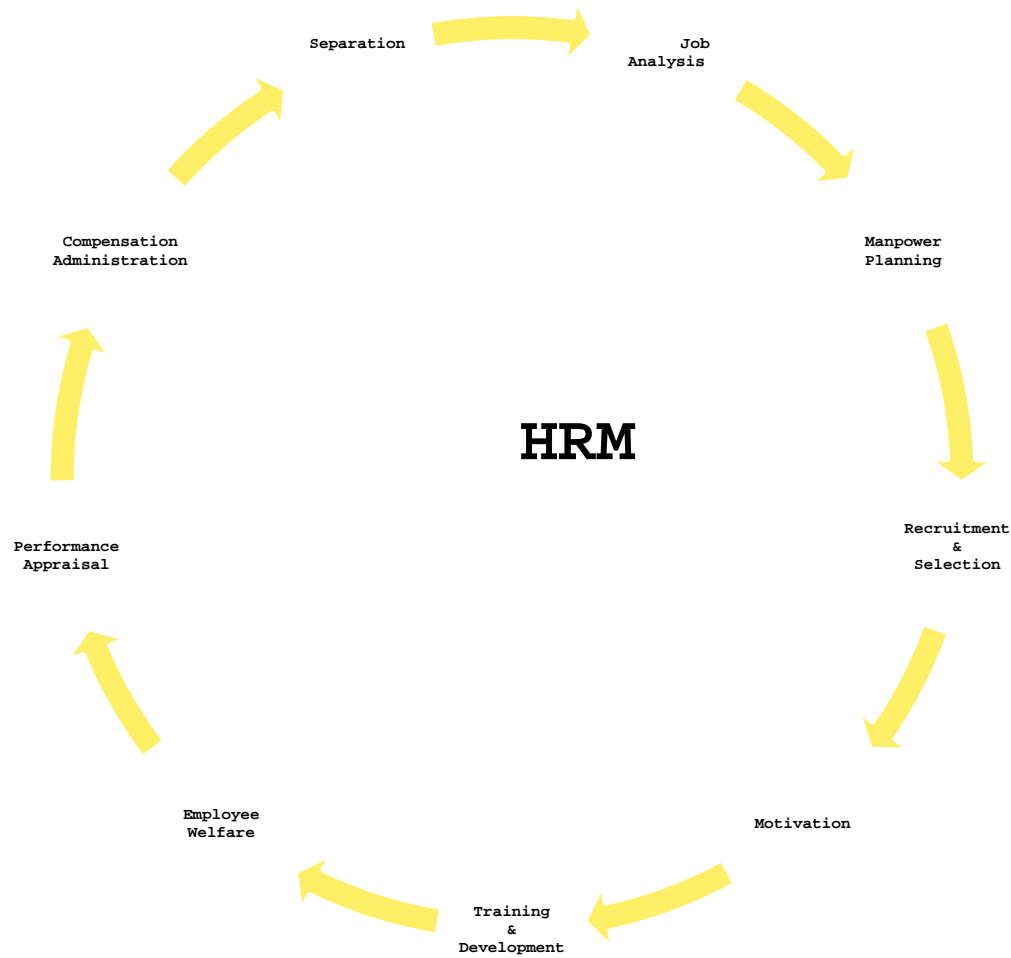 Separation
Job
Analysis
Manpower
Planning
Recruitment
&
Selection
Motivation
Training
&
Development
Employee
Welfare
Performance
Appraisal
Compensation
Administration
HRM